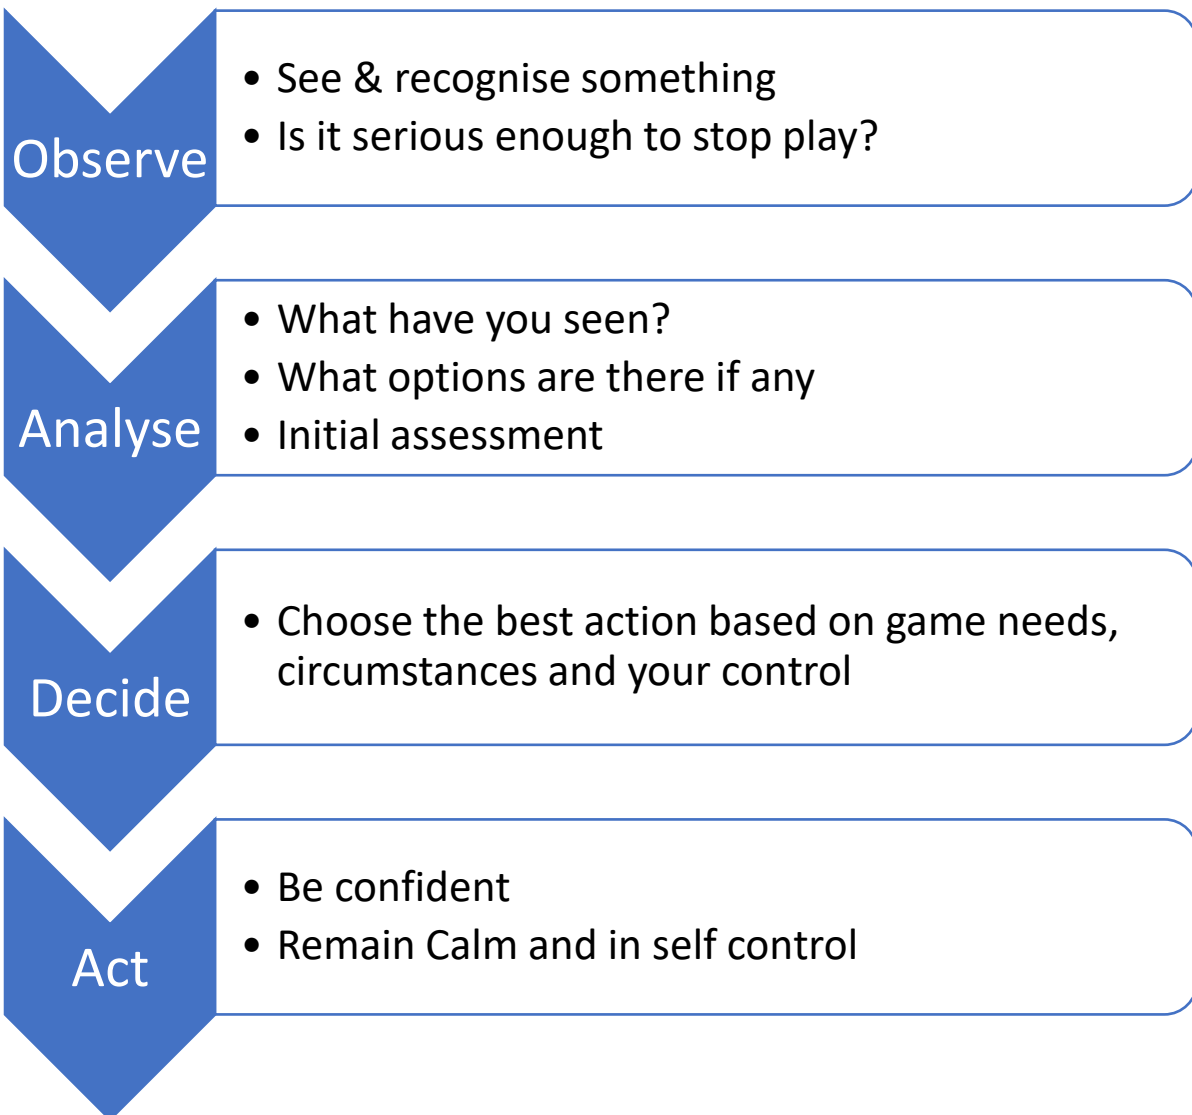 Observe
• See & recognise something
• Is it serious enough to stop play?
Analyse
• What have you seen?
• What options are there if any
• Initial assessment
Decide
• Choose the best action based on game needs,
circumstances and your control
Act
• Be confident
• Remain Calm and in self control